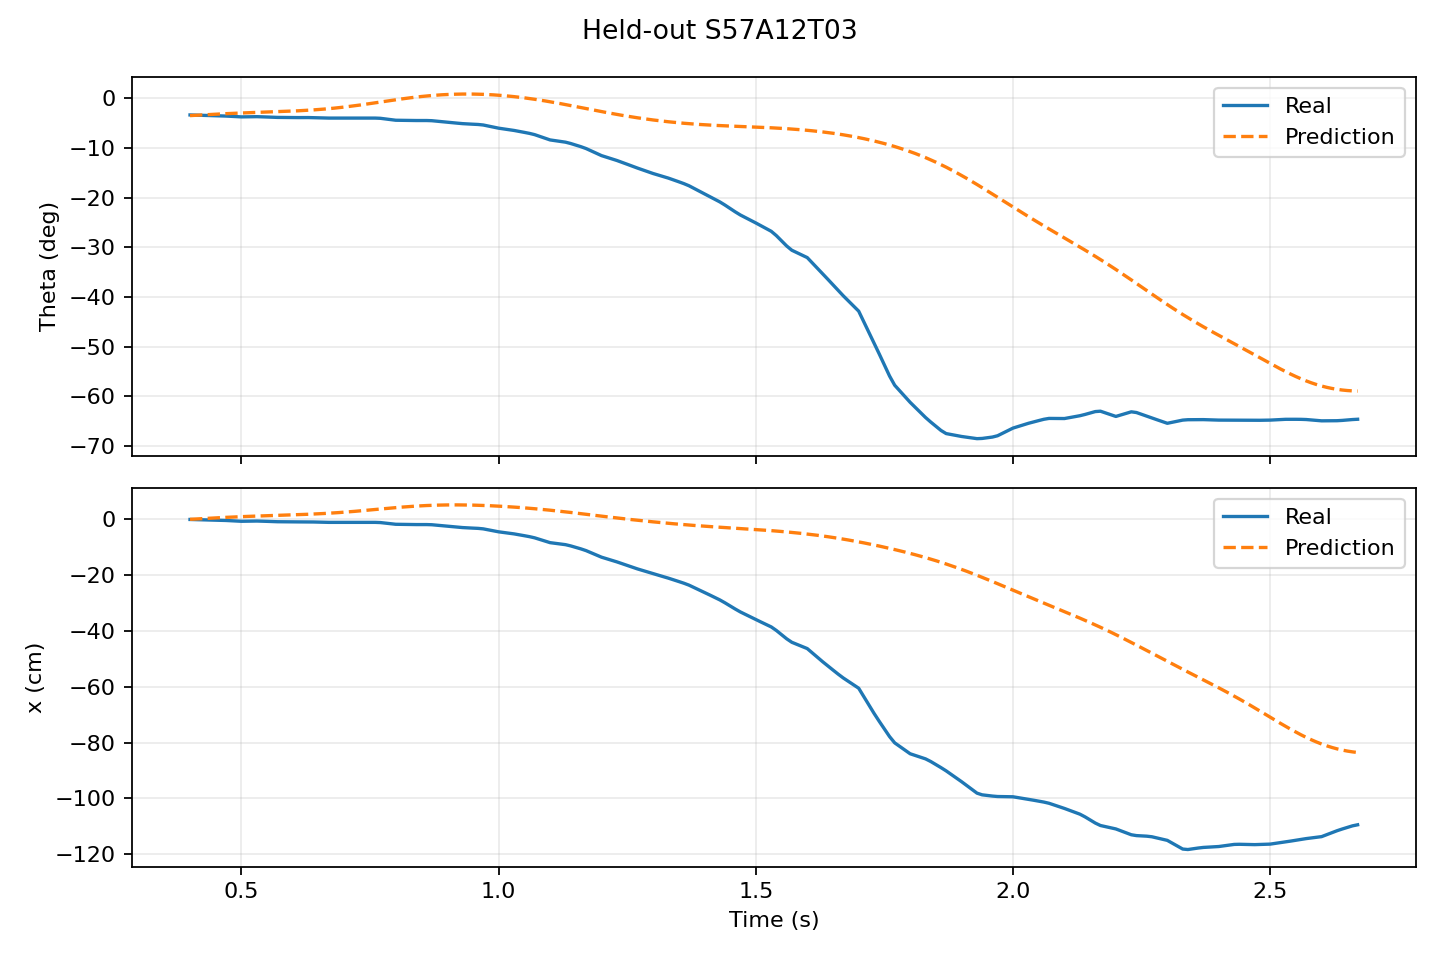 Held-out S57A12T03
Theta (deg)
0
−10
−20
−30
−40
−50
−60
−70
Real
Prediction
x (cm)
0
−20
−40
−60
−80
−100
−120
Real
Prediction
0.5 1.0 1.5 2.0 2.5
Time (s)